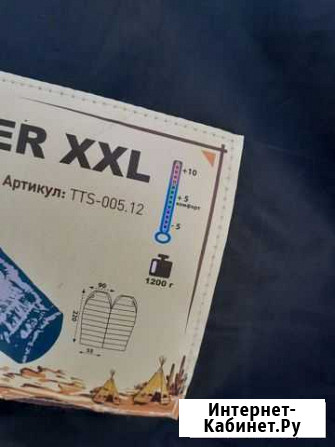 ER XXL
Артикул: TTS-005.12
+10
+5
комфорт
-5
1200 г
90
220
55
Интернет-
Кабинет.Ру